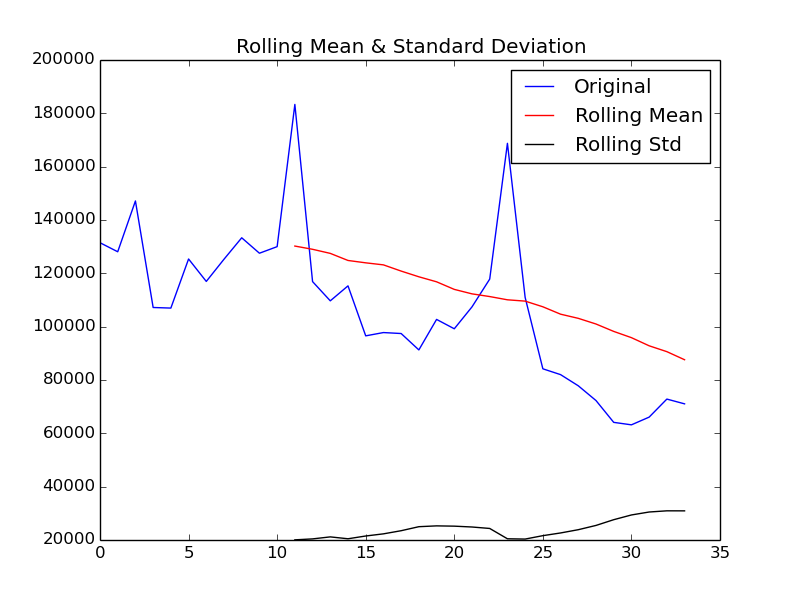 Rolling Mean & Standard Deviation
200000
180000
160000
140000
120000
100000
80000
60000
40000
20000
Original
Rolling Mean
Rolling Std
0 5 10 15 20 25 30 35